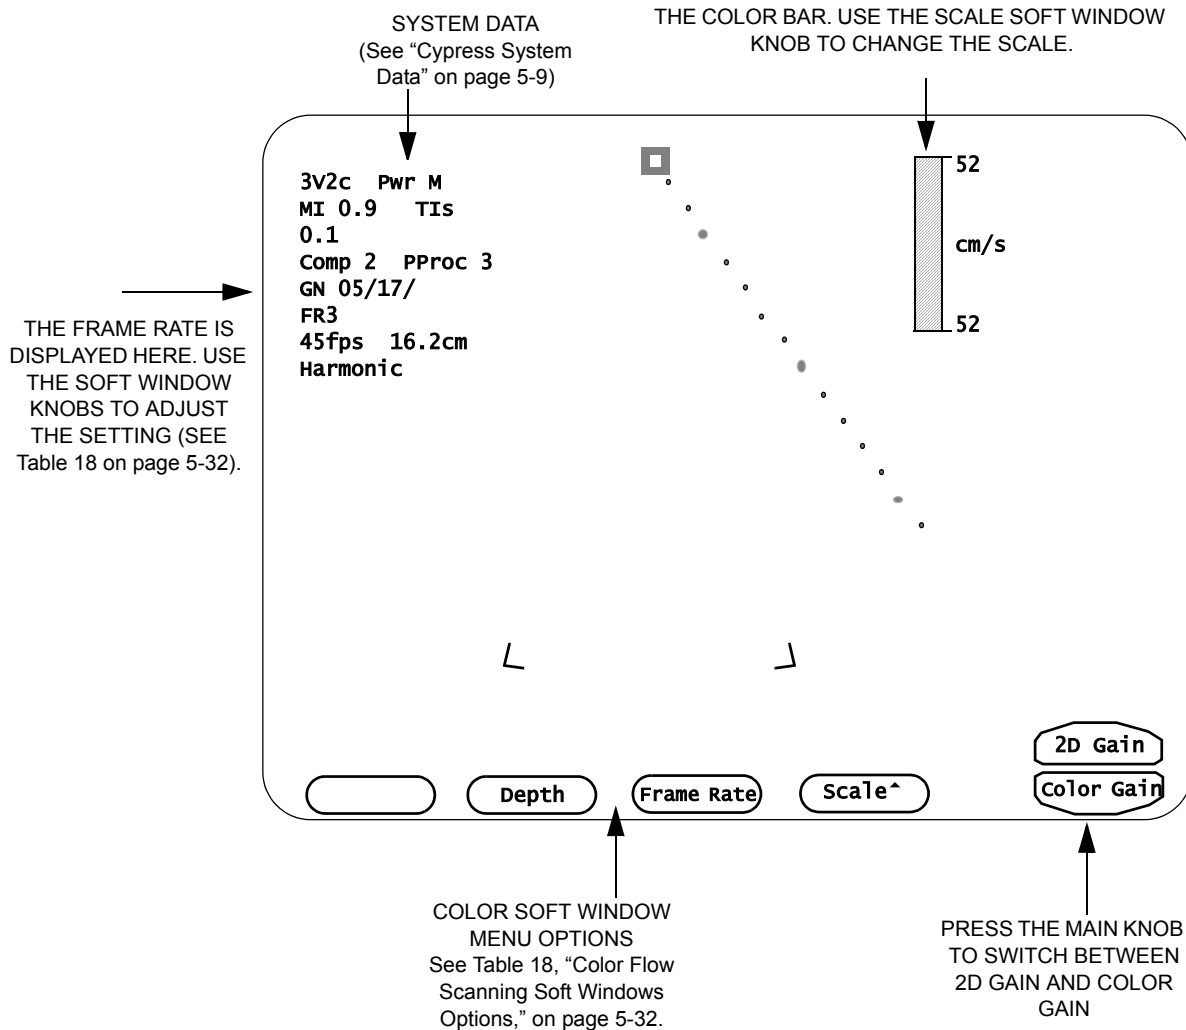 SYSTEM DATA
(See “Cypress System
Data” on page 5-9)
THE COLOR BAR. USE THE SCALE SOFT WINDOW
KNOB TO CHANGE THE SCALE.
3V2c Pwr M
MI 0.9 TIs
0.1
Comp 2 PProc 3
GN 05/17/
FR3
45fps 16.2cm
Harmonic
52
cm/s
52
THE FRAME RATE IS
DISPLAYED HERE. USE
THE SOFT WINDOW
KNOBS TO ADJUST
THE SETTING (SEE
Table 18 on page 5-32).
2D Gain
Depth
Frame Rate
Scale^
Color Gain
COLOR SOFT WINDOW
MENU OPTIONS
See Table 18, “Color Flow
Scanning Soft Windows
Options,” on page 5-32.
PRESS THE MAIN KNOB
TO SWITCH BETWEEN
2D GAIN AND COLOR
GAIN